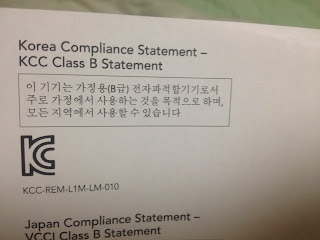 Korea Compliance Statement –
KCC Class B Statement
이 기기는 가정용(B급) 전자파적합기기로서
주로 가정에서 사용하는 것을 목적으로 하며,
모든 지역에서 사용할 수 있습니다
KC
KCC-REM-L1M-LM-010
Japan Compliance Statement –
VCCI Class B Statement